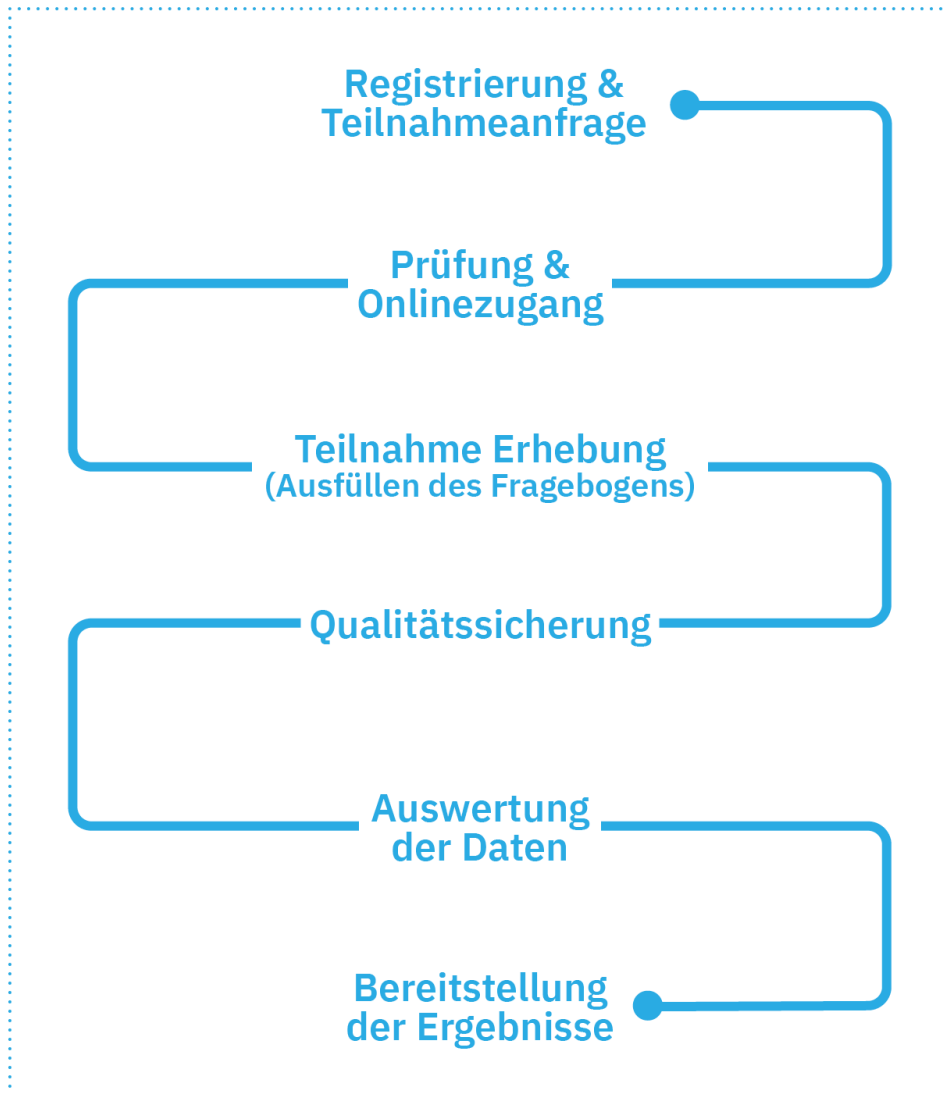 Registrierung &
Teilnahmeanfrage
Prüfung &
Onlinezugang
Teilnahme Erhebung
(Ausfüllen des Fragebogens)
Qualitätssicherung
Auswertung
der Daten
Bereitstellung
der Ergebnisse